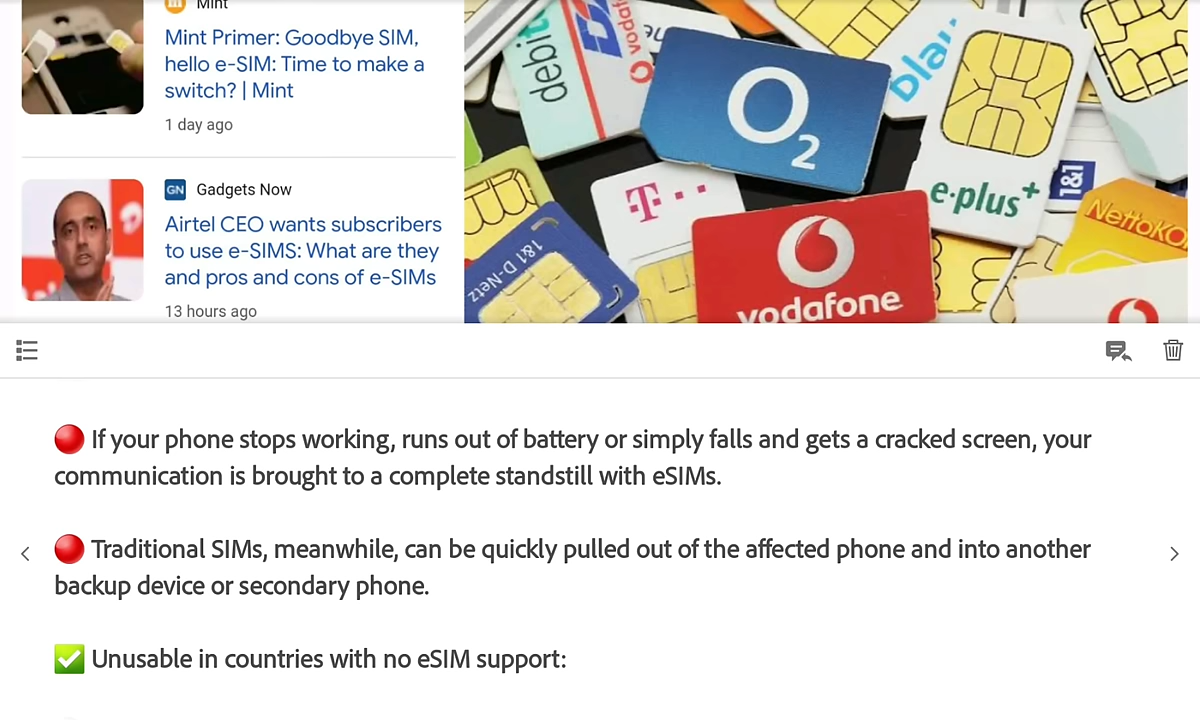 Mint
Mint Primer: Goodbye SIM,
hello e-SIM: Time to make a
switch? | Mint
1 day ago
GN Gadgets Now
Airtel CEO wants subscribers
to use e-SIMS: What are they
and pros and cons of e-SIMs
13 hours ago
debit
vodaf
O2
Blau
T
e·plus+
1&1
NettoKO
1&1 D-Netz
vodafone
🔴 If your phone stops working, runs out of battery or simply falls and gets a cracked screen, your
communication is brought to a complete standstill with eSIMs.
🔴 Traditional SIMs, meanwhile, can be quickly pulled out of the affected phone and into another
backup device or secondary phone.
✅ Unusable in countries with no eSIM support: